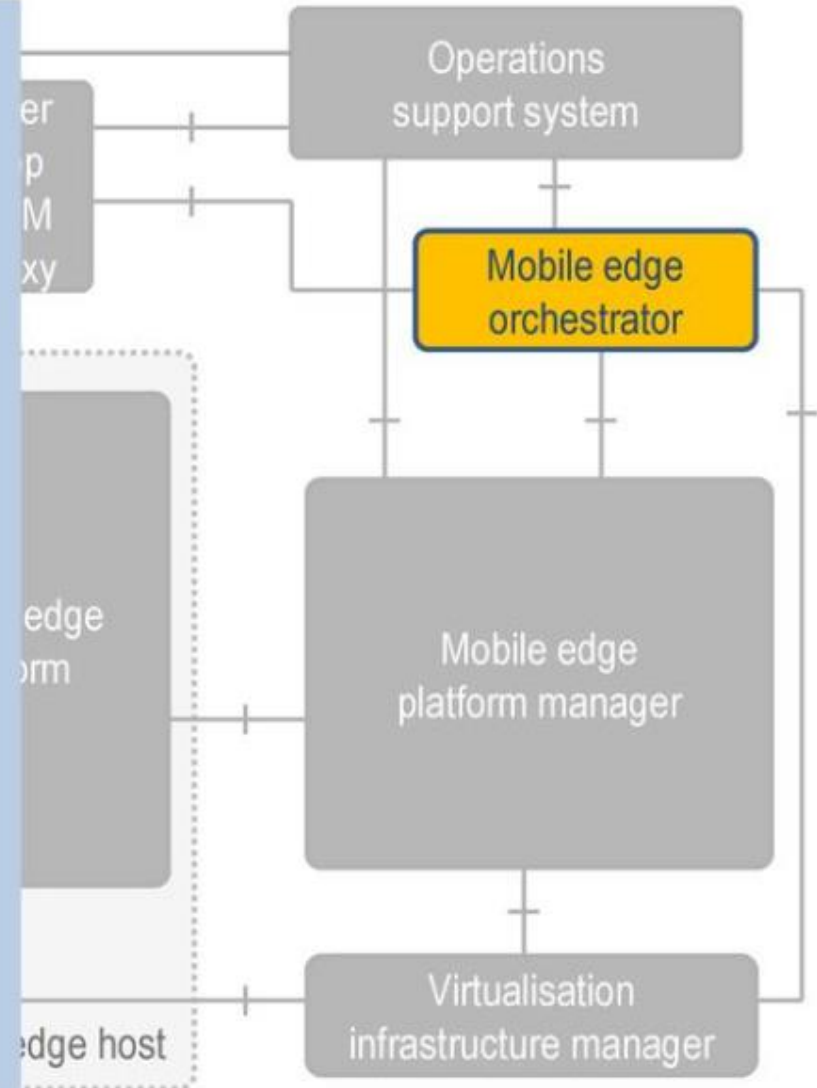 Operations
support system
er
p
M
xy
Mobile edge
orchestrator
edge
orm
Mobile edge
platform manager
Virtualisation
infrastructure manager
edge host